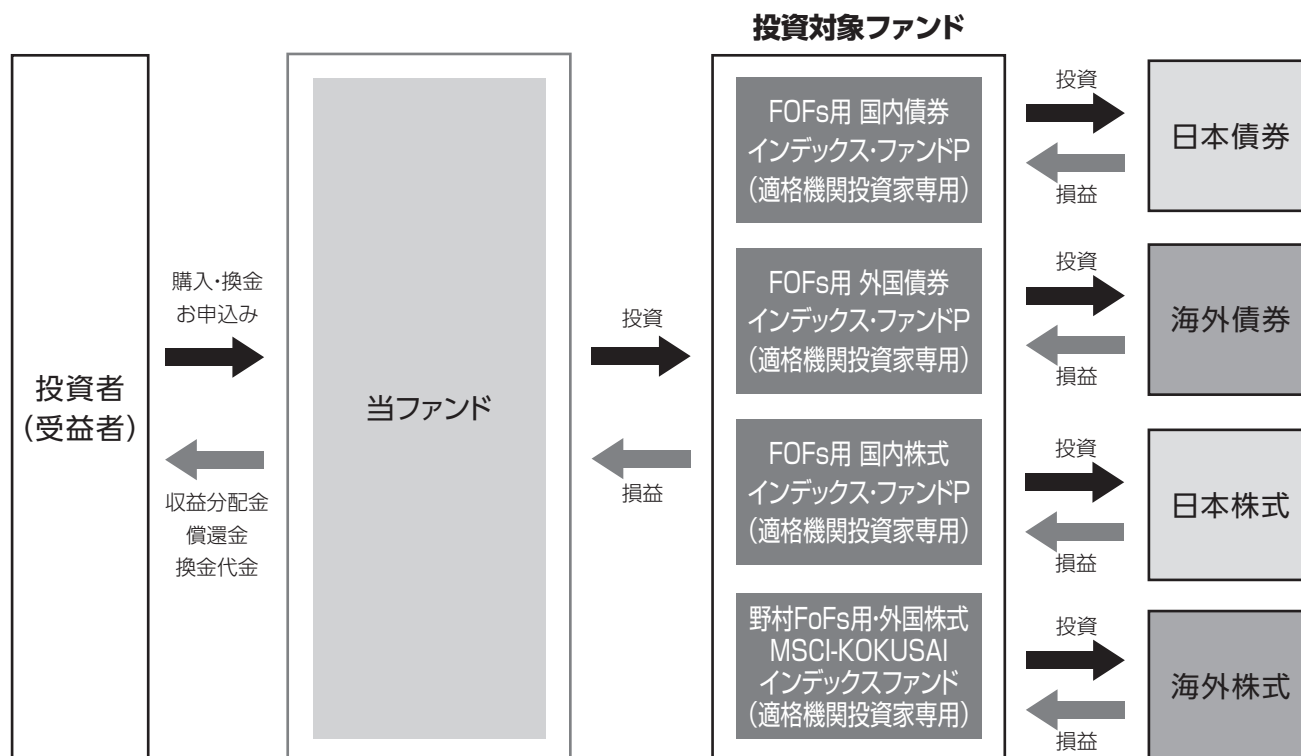 投資対象ファンド
投資者
(受益者)
購入・換金
お申込み
収益分配金
償還金
換金代金
当ファンド
投資
損益
FOFs用 国内債券
インデックス・ファンドP
(適格機関投資家専用)
投資
損益
日本債券
FOFs用 外国債券
インデックス・ファンドP
(適格機関投資家専用)
投資
損益
海外債券
FOFs用 国内株式
インデックス・ファンドP
(適格機関投資家専用)
投資
損益
日本株式
野村FoFs用・外国株式
MSCI-KOKUSAI
インデックスファンド
(適格機関投資家専用)
投資
損益
海外株式